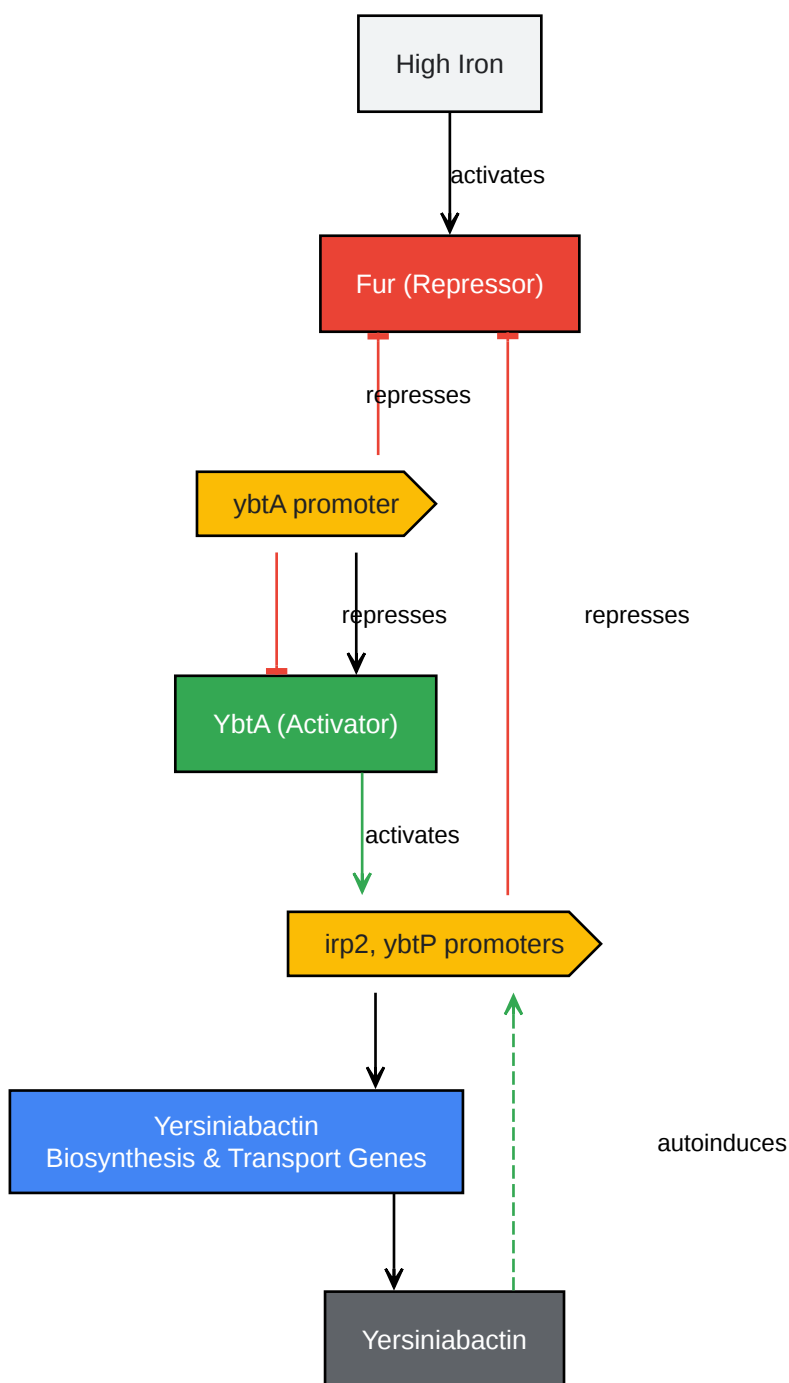 High Iron
activates
Fur (Repressor)
represses
ybtA promoter
represses
represses
YbtA (Activator)
activates
irp2, ybtP promoters
Yersiniabactin
Biosynthesis & Transport Genes
autoinduces
Yersiniabactin